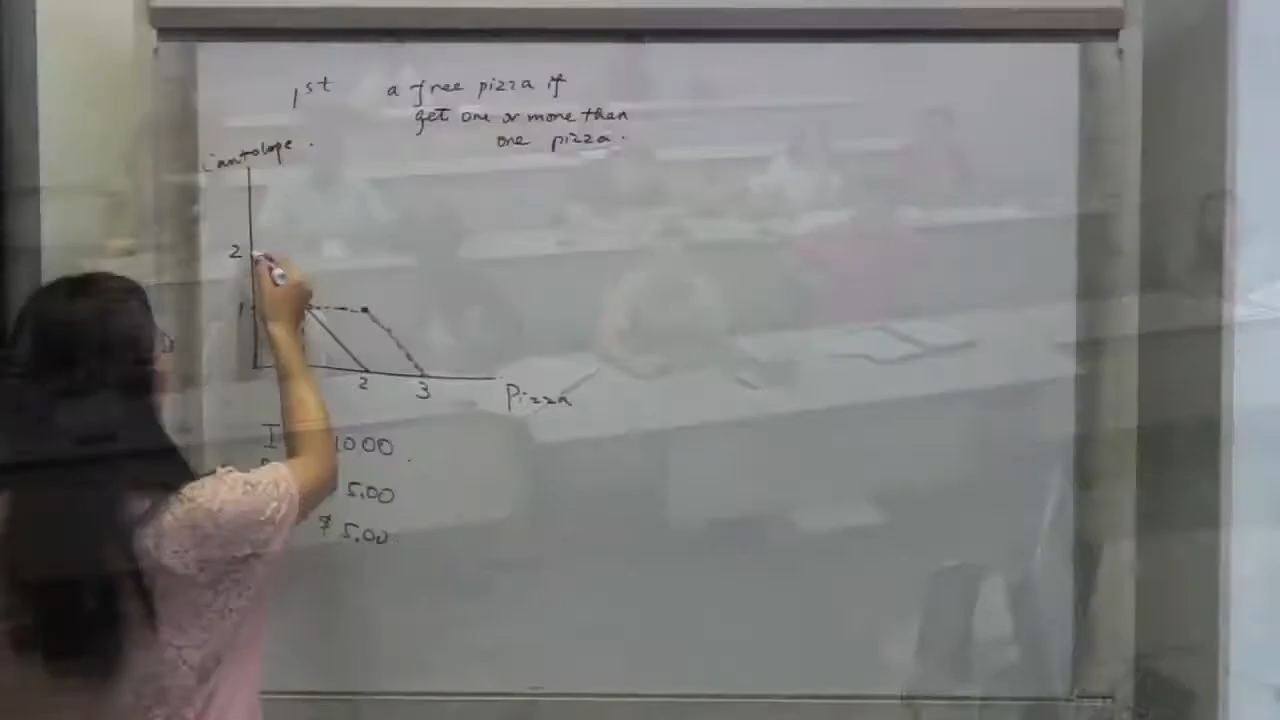 1st a free pizza if
get one or more than
one pizza.
Cantolope.
2
1
2 3
Pizza
I 1000
5.00
$5.00